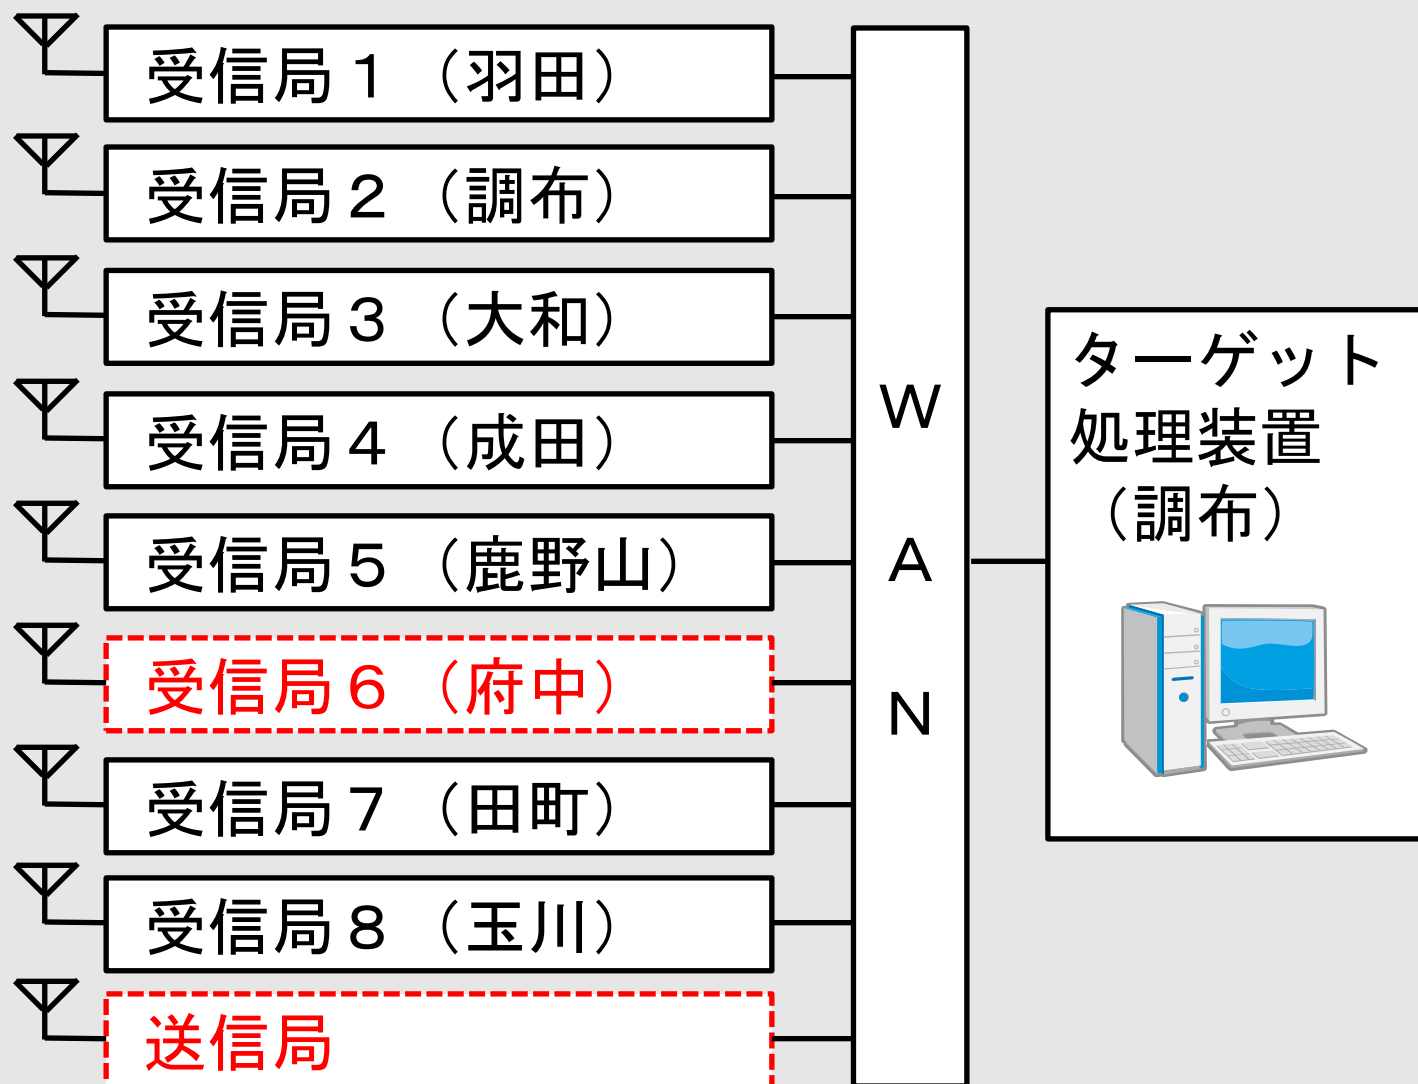 受信局１（羽田）
受信局２（調布）
受信局３（大和）
受信局４（成田）
受信局５（鹿野山）
受信局６（府中）
受信局７（田町）
受信局８（玉川）
送信局
Ｗ
Ａ
Ｎ
ターゲット
処理装置
（調布）